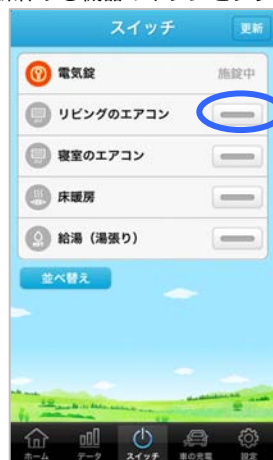 スイッチ
更新
電気錠 施錠中
リビングのエアコン
寝室のエアコン
床暖房
給湯（湯張り）
並べ替え
ホーム データ スイッチ 車の充電 設定